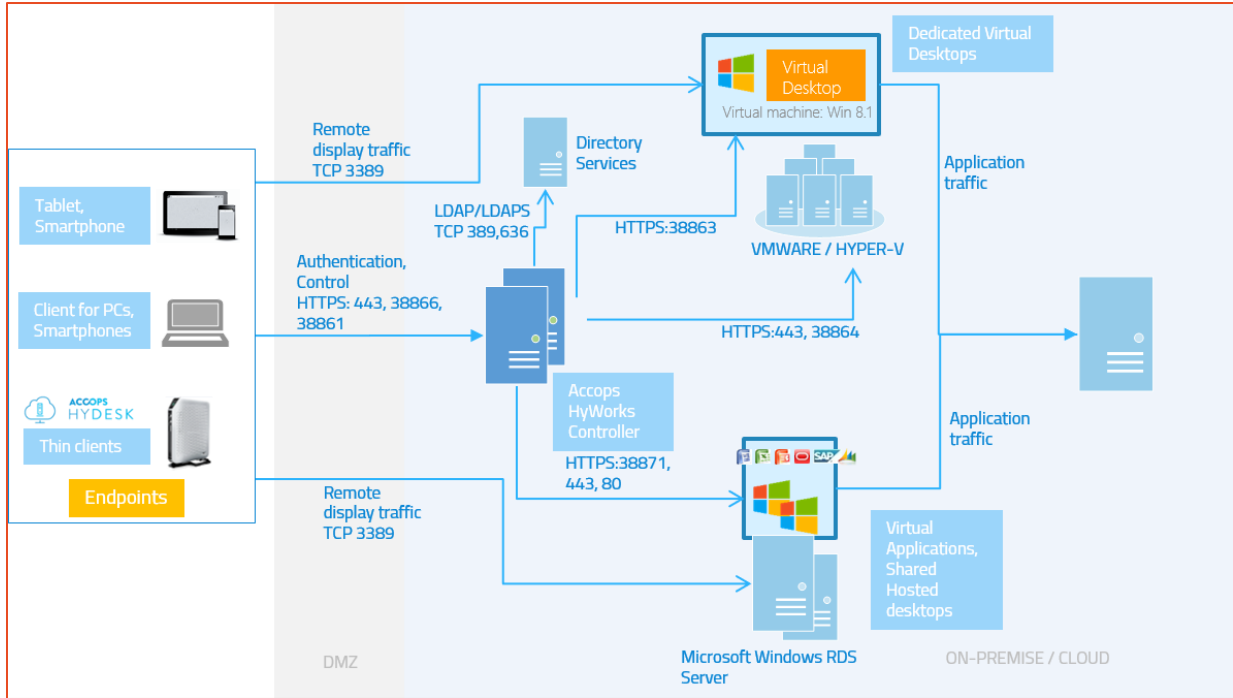 Dedicated Virtual
Desktops
Virtual
Desktop
Virtual machine: Win 8.1
Remote
display traffic
TCP 3389
Directory
Services
Application
traffic
Tablet,
Smartphone
LDAP/LDAPS
TCP 389,636
HTTPS:38863
VMWARE / HYPER-V
Authentication,
Control
HTTPS: 443, 38866,
38861
Client for PCs,
Smartphones
HTTPS:443, 38864
Accops
HyWorks
Controller
ACCOPS
HYDESK
Thin clients
Endpoints
HTTPS:38871,
443, 80
Application
traffic
SAP
Remote
display traffic
TCP 3389
Virtual
Applications,
Shared
Hosted
desktops
Microsoft Windows RDS
Server
DMZ
ON-PREMISE / CLOUD